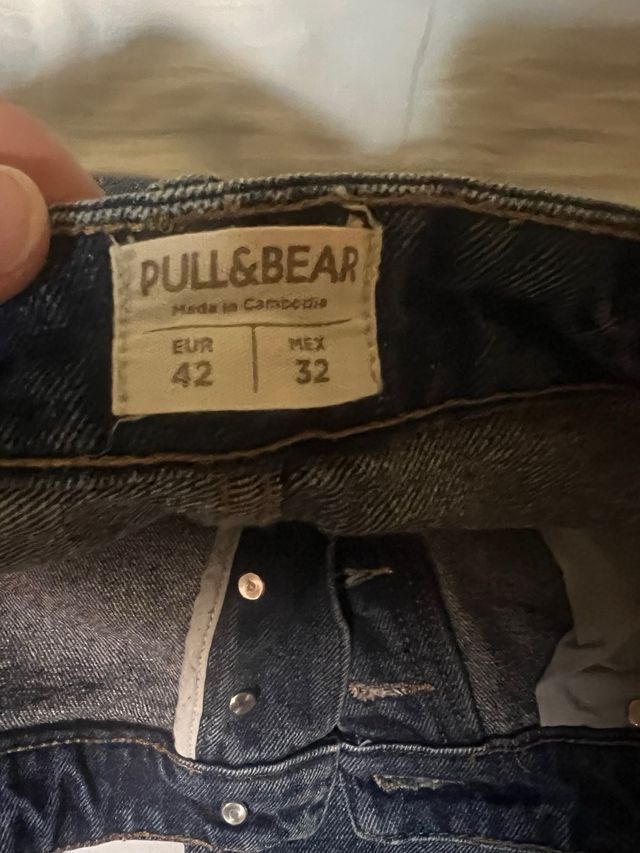 PULL&BEAR
Made in Cambodia
EUR MEX
42 32